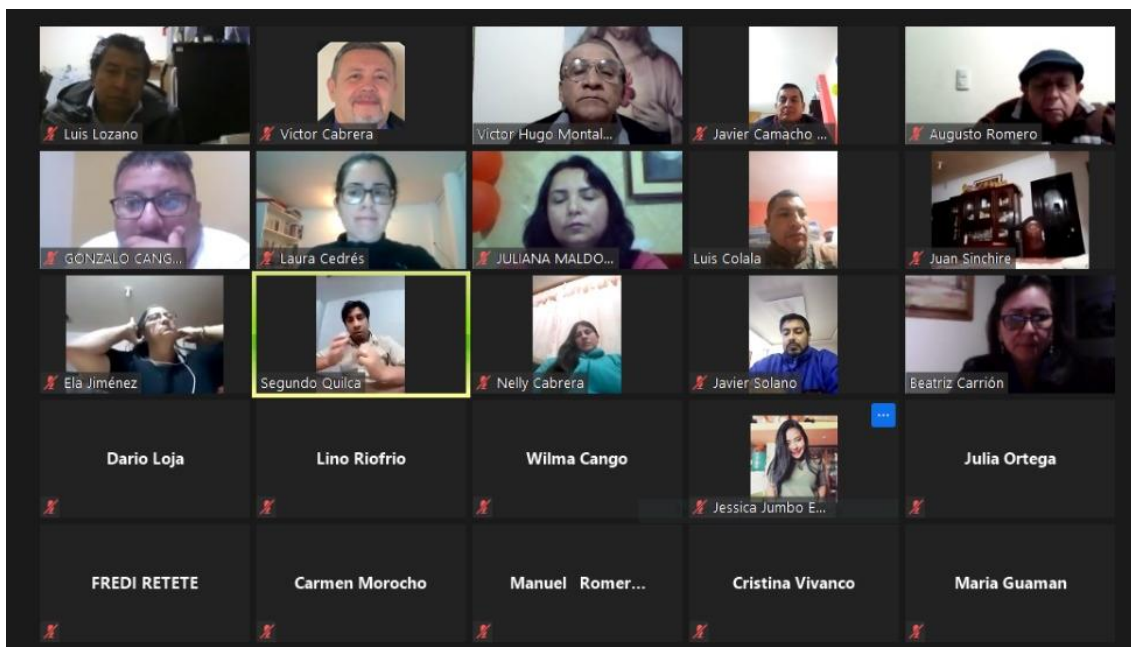 Luis Lozano
Victor Cabrera
Victor Hugo Montal...
Javier Camacho ...
Augusto Romero
GONZALO CANG...
Laura Cedrés
JULIANA MALDO...
Luis Colala
Juan Sinchire
Ela Jiménez
Segundo Quilca
Nelly Cabrera
Javier Solano
Beatriz Carrión
Dario Loja
Lino Riofrio
Wilma Cango
Jessica Jumbo E...
Julia Ortega
FREDI RETETE
Carmen Morocho
Manuel Romer...
Cristina Vivanco
Maria Guaman